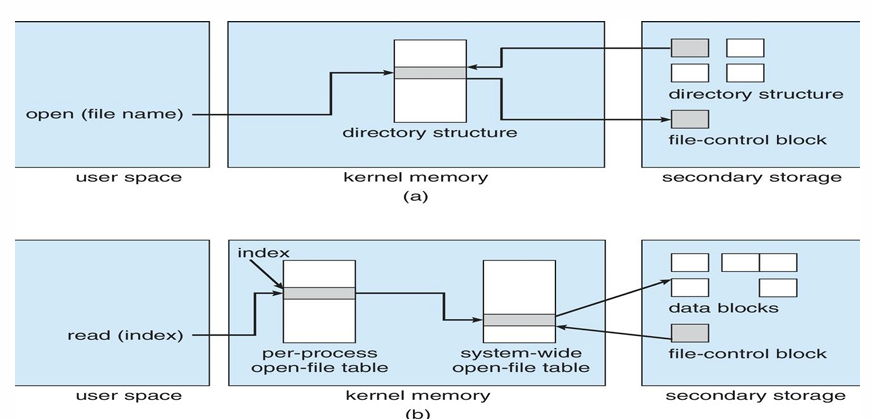 open (file name)
directory structure
directory structure
file-control block
user space
kernel memory
secondary storage
(a)
index
read (index)
per-process
open-file table
system-wide
open-file table
data blocks
file-control block
user space
kernel memory
secondary storage
(b)